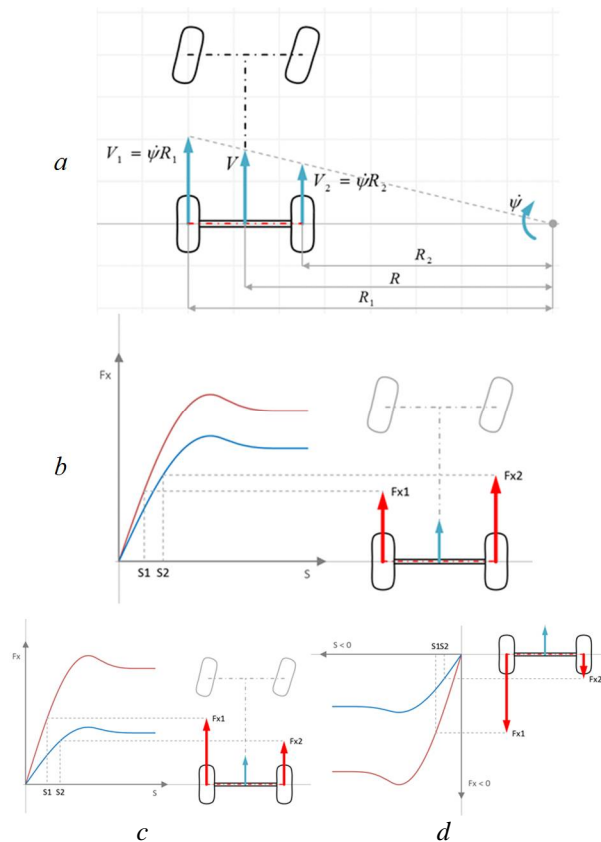 a
V₁ = ψ̇R₁
V
V₂ = ψ̇R₂
ψ̇
R₂
R
R₁
b
Fx
Fx2
Fx1
S1 S2
S
Fx
Fx1
Fx2
S1 S2
S
S < 0
S1S2
Fx2
Fx1
Fx < 0
c
d